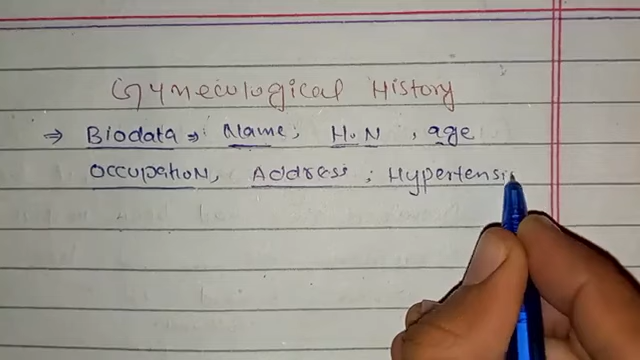 Gynecological History
⇒ Biodata → : Name ; H.N , age
Occupation, Address ; Hypertensi